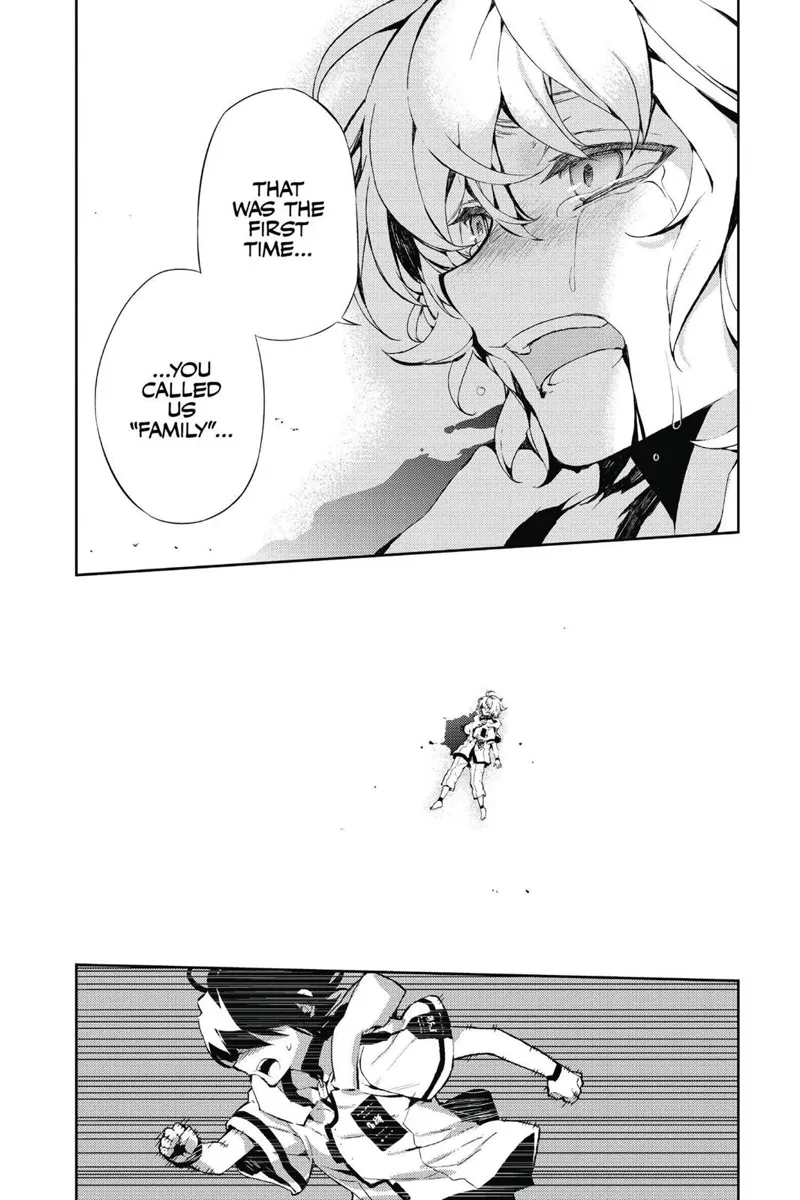 THAT
WAS THE
FIRST
TIME...
...YOU
CALLED
US
“FAMILY”...